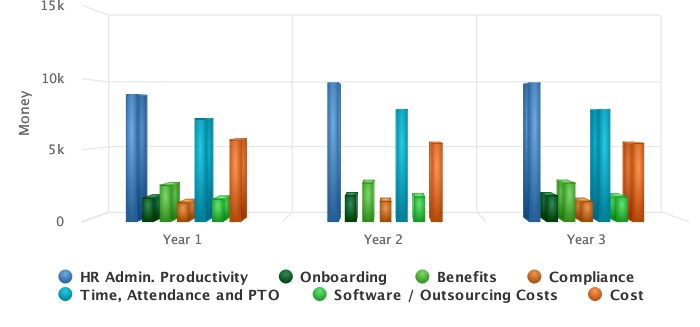 15k
10k
5k
0
Money
Year 1 Year 2 Year 3
HR Admin. Productivity Onboarding Benefits Compliance
Time, Attendance and PTO Software / Outsourcing Costs Cost